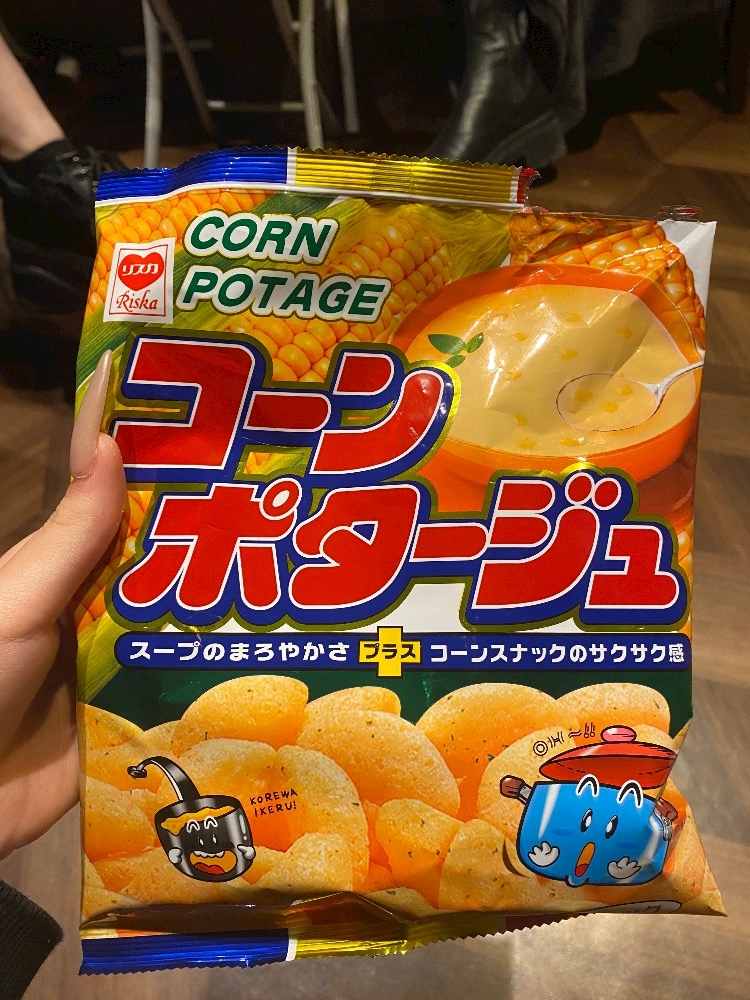 CORN
POTAGE
リスカ
Riska
コーン
ポタージュ
スープのまろやかさ プラス コーンスナックのサクサク感
KOREWA
IKERU!